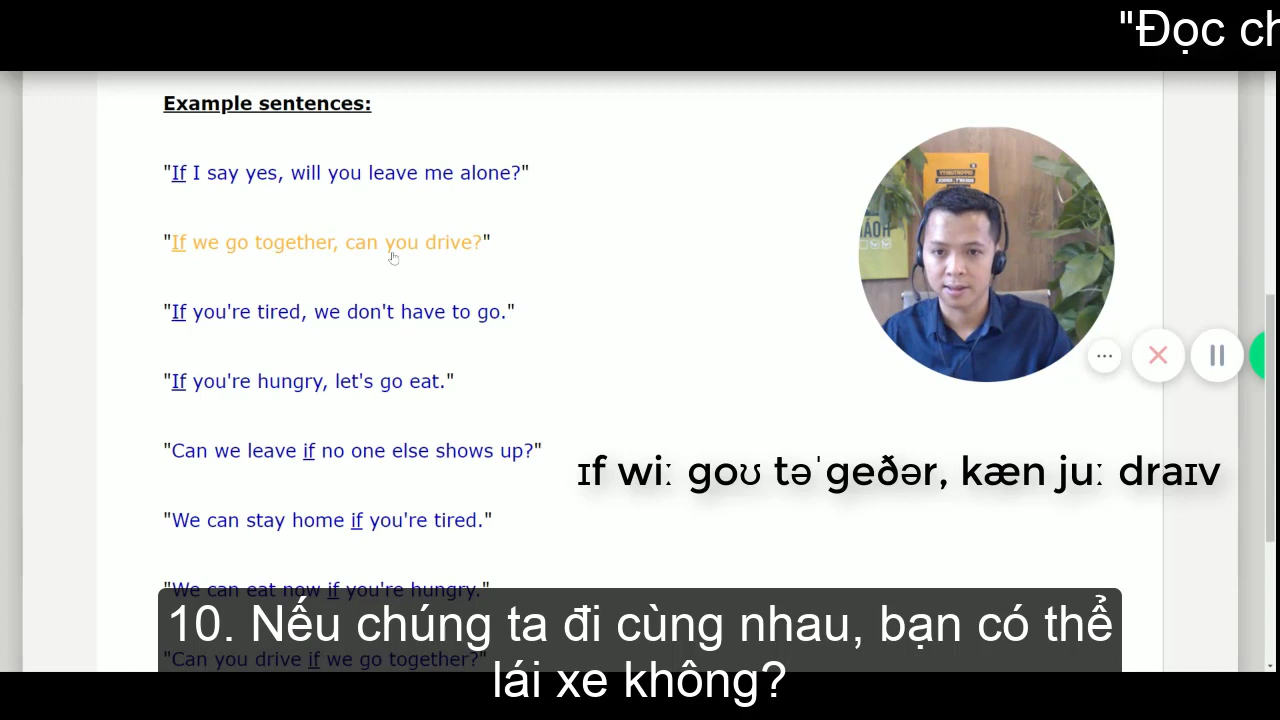 "Đọc
Example sentences:
"If I say yes, will you leave me alone?"
"If we go together, can you drive?"
"If you're tired, we don't have to go."
"If you're hungry, let's go eat."
"Can we leave if no one else shows up?"
ɪf wiː goʊ təˈgeðər, kæn juː draɪv
"We can stay home if you're tired."
"We can eat now if you're hungry."
"Can you drive if we go together?"
10. Nếu chúng ta đi cùng nhau, bạn có thể
lái xe không?